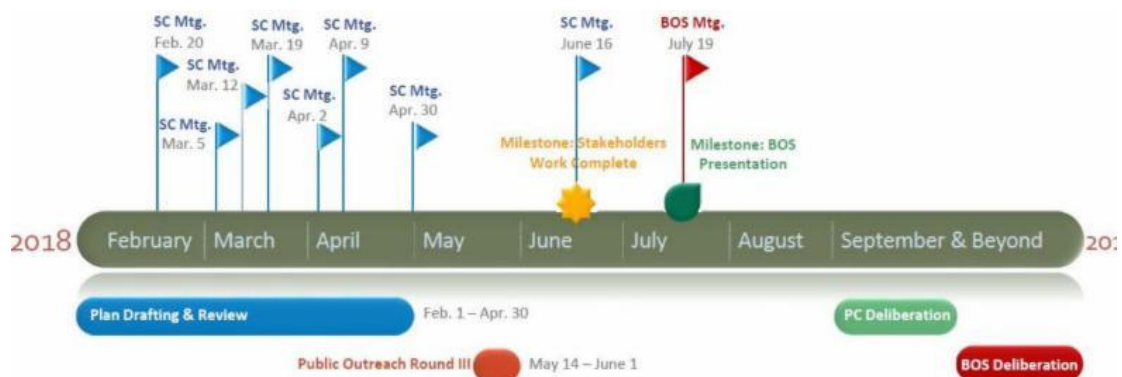 SC Mtg.
Feb. 20
SC Mtg.
Mar. 19
SC Mtg.
Apr. 9
SC Mtg.
June 16
BOS Mtg.
July 19
SC Mtg.
Mar. 12
SC Mtg.
Apr. 2
SC Mtg.
Apr. 30
SC Mtg.
Mar. 5
Milestone: Stakeholders
Work Complete
Milestone: BOS
Presentation
2018
February
March
April
May
June
July
August
September & Beyond
Plan Drafting & Review
Feb. 1 – Apr. 30
PC Deliberation
Public Outreach Round III
May 14 – June 1
BOS Deliberation